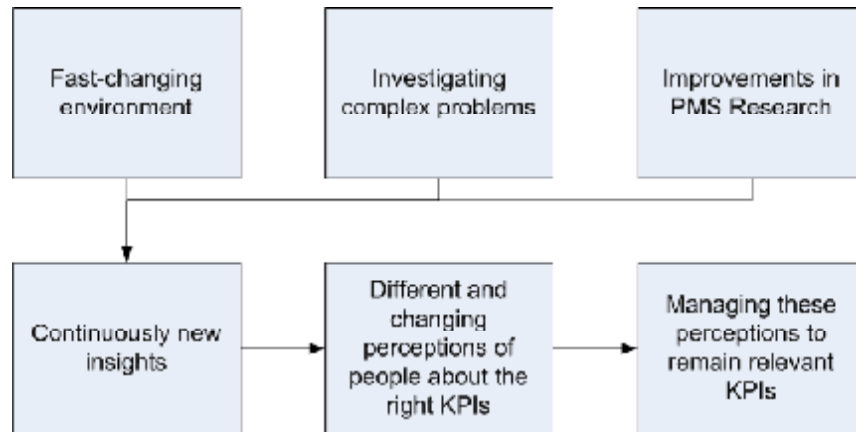 Fast-changing
environment
Investigating
complex problems
Improvements in
PMS Research
Continuously new
insights
Different and
changing
perceptions of
people about the
right KPIs
Managing these
perceptions to
remain relevant
KPIs